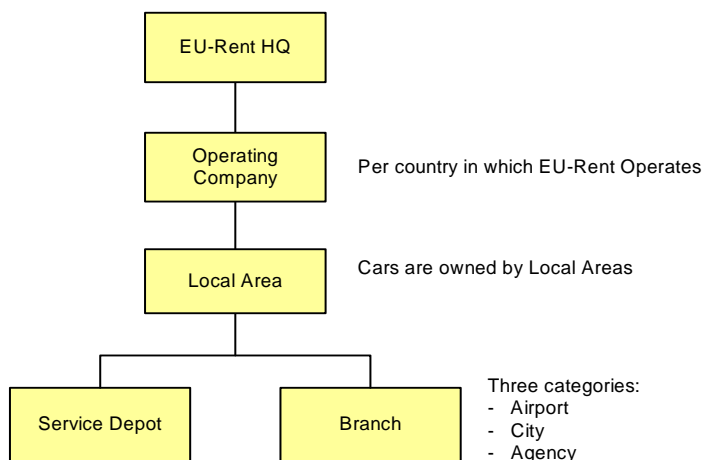 EU-Rent HQ
Operating
Company
Per country in which EU-Rent Operates
Local Area
Cars are owned by Local Areas
Service Depot
Branch
Three categories:
- Airport
- City
- Agency